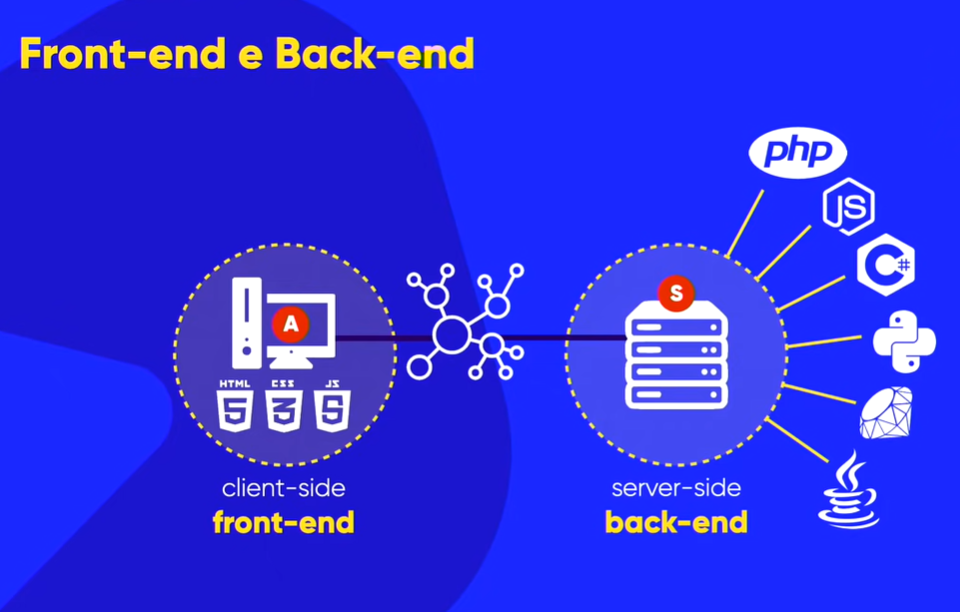 Front-end e Back-end
php
JS
C#
S
A
HTML CSS JS
5 3 5
client-side
front-end
server-side
back-end